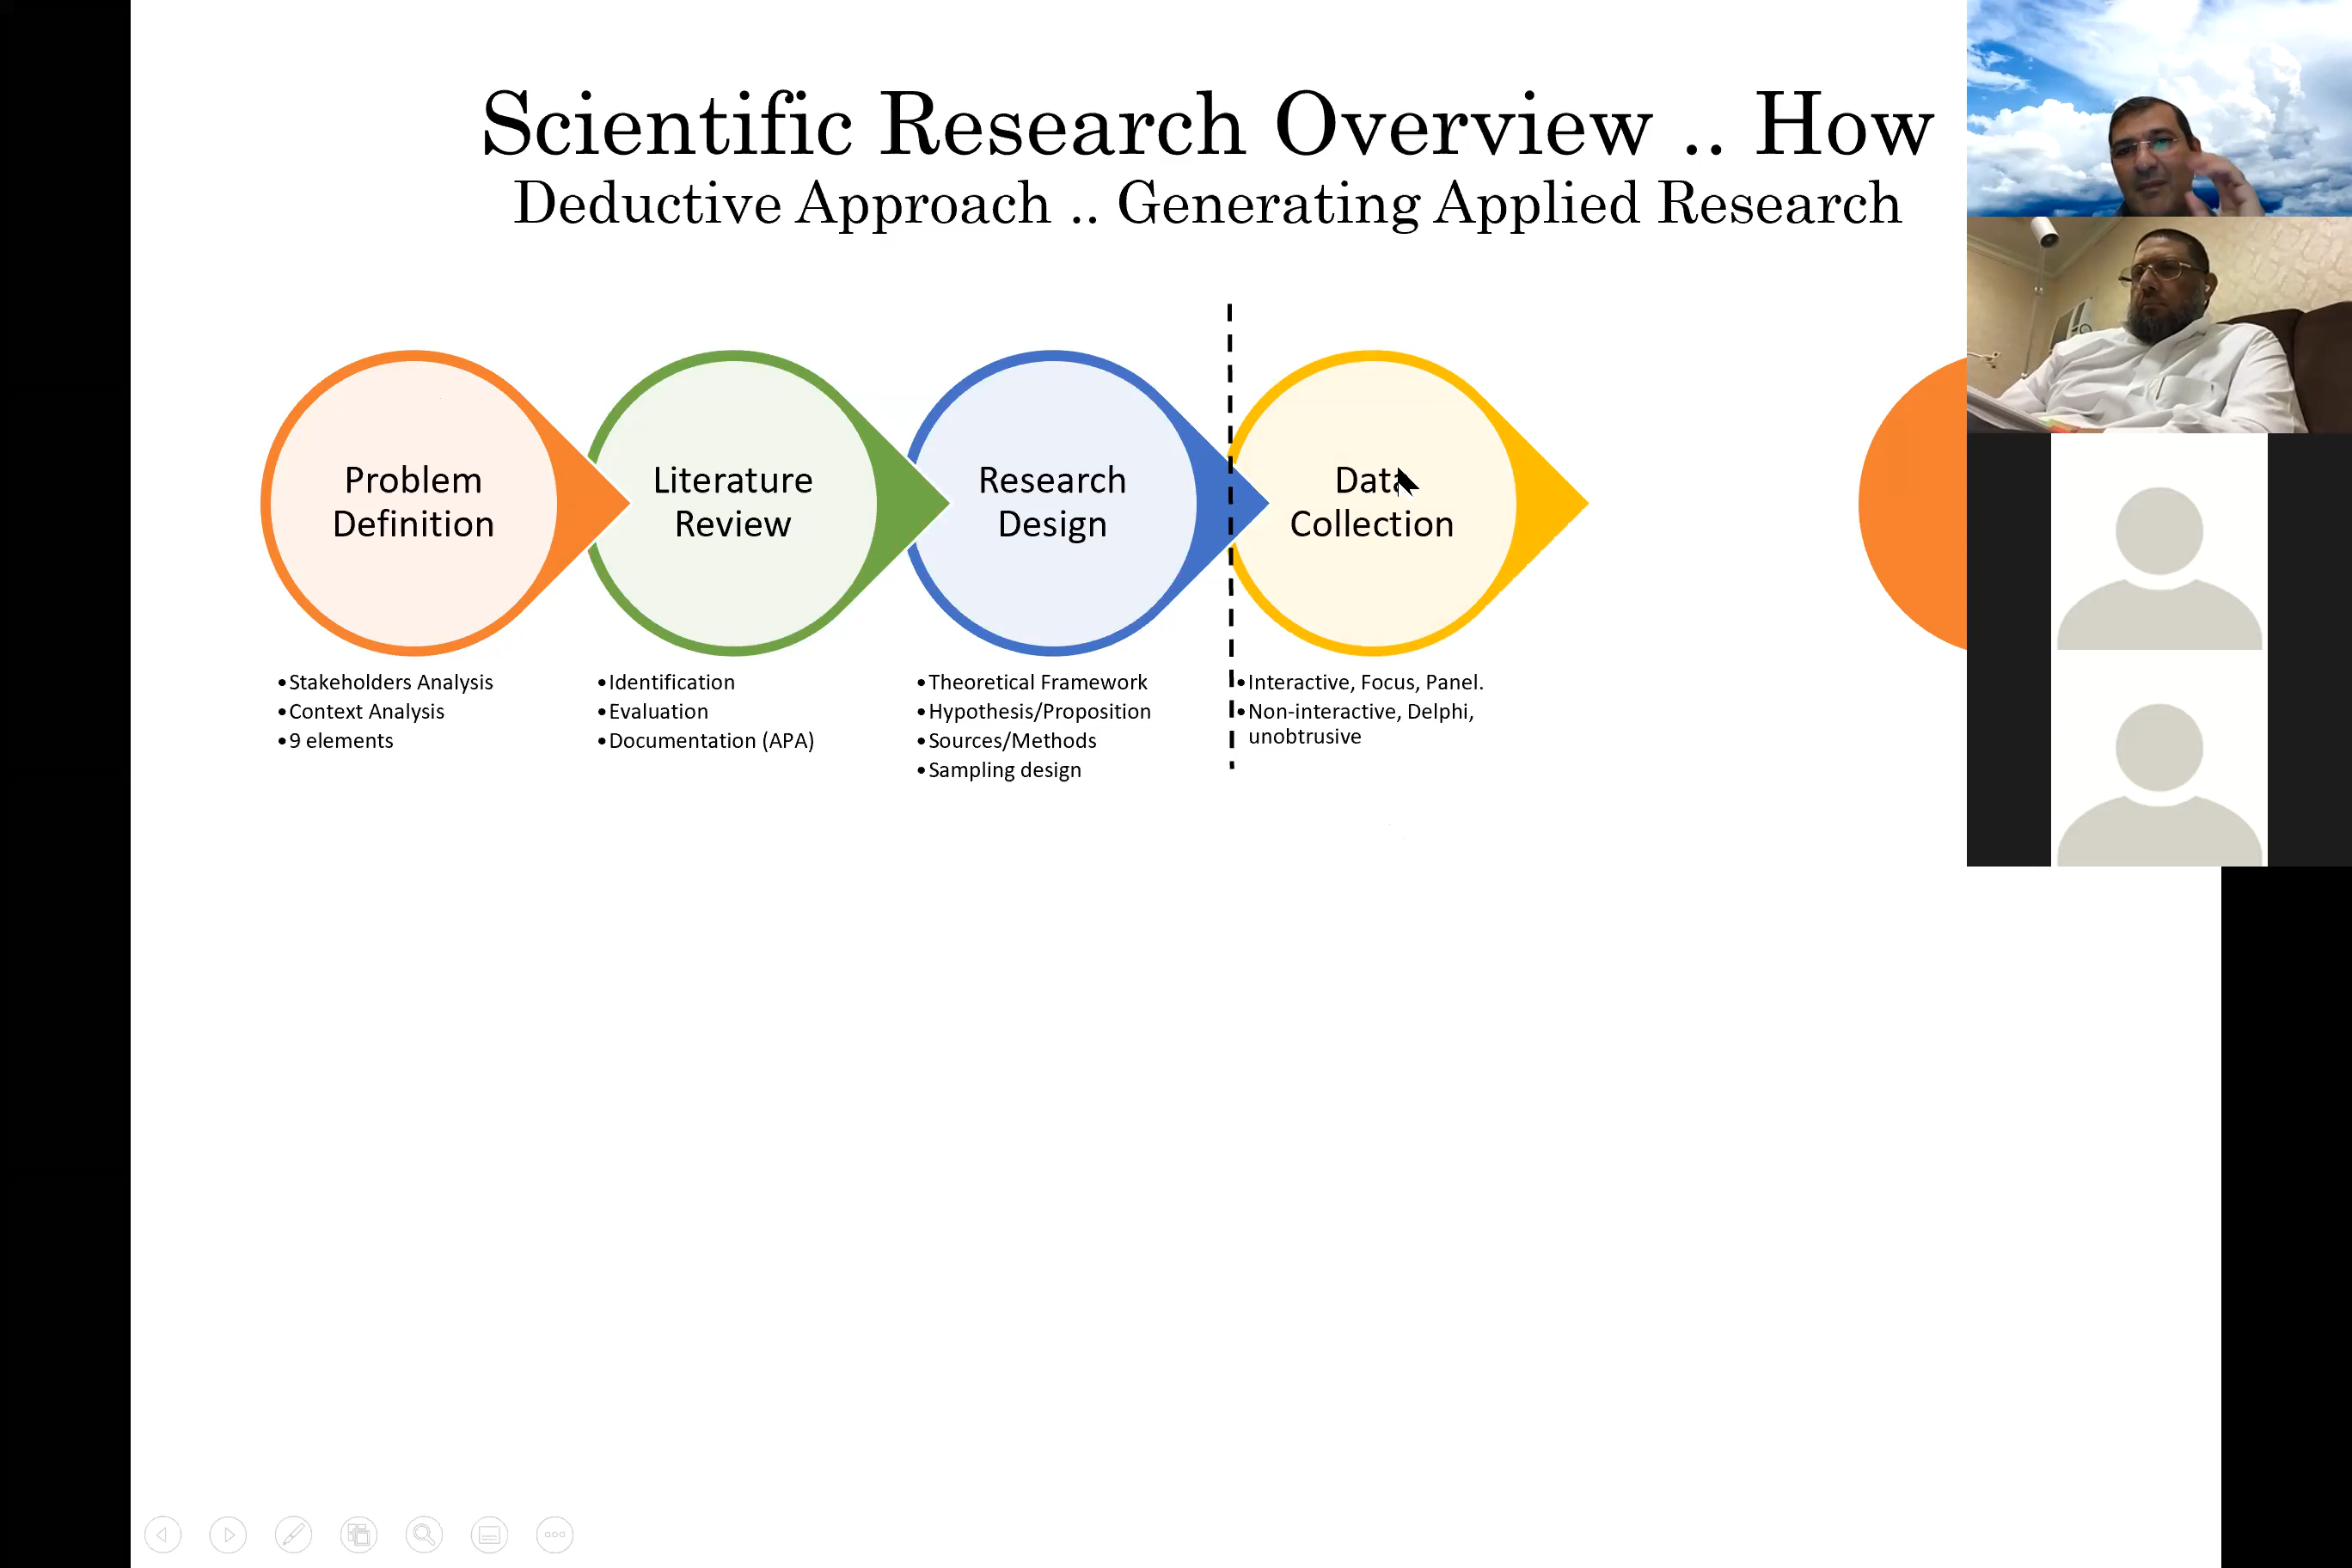 Scientific Research Overview .. How
Deductive Approach .. Generating Applied Research
Problem
Definition
•Stakeholders Analysis
•Context Analysis
•9 elements
Literature
Review
•Identification
•Evaluation
•Documentation (APA)
Research
Design
•Theoretical Framework
•Hypothesis/Proposition
•Sources/Methods
•Sampling design
Data
Collection
•Interactive, Focus, Panel.
•Non-interactive, Delphi,
unobtrusive